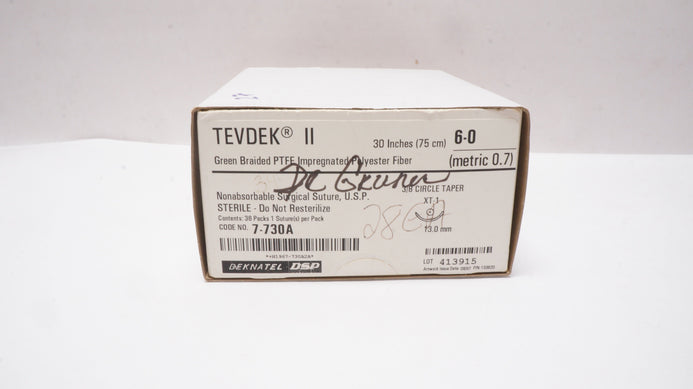 TEVDEK® II
30 Inches (75 cm)
6-0
Green Braided PTFE Impregnated Polyester Fiber
(metric 0.7)
Nonabsorbable Surgical Suture, U.S.P.
3/8 CIRCLE TAPER
STERILE - Do Not Resterilize
XT-1
Contents: 36 Packs 1 Suture(s) per Pack
CODE NO. 7-730A
13.0 mm
DEKNATEL DSP
LOT 413915